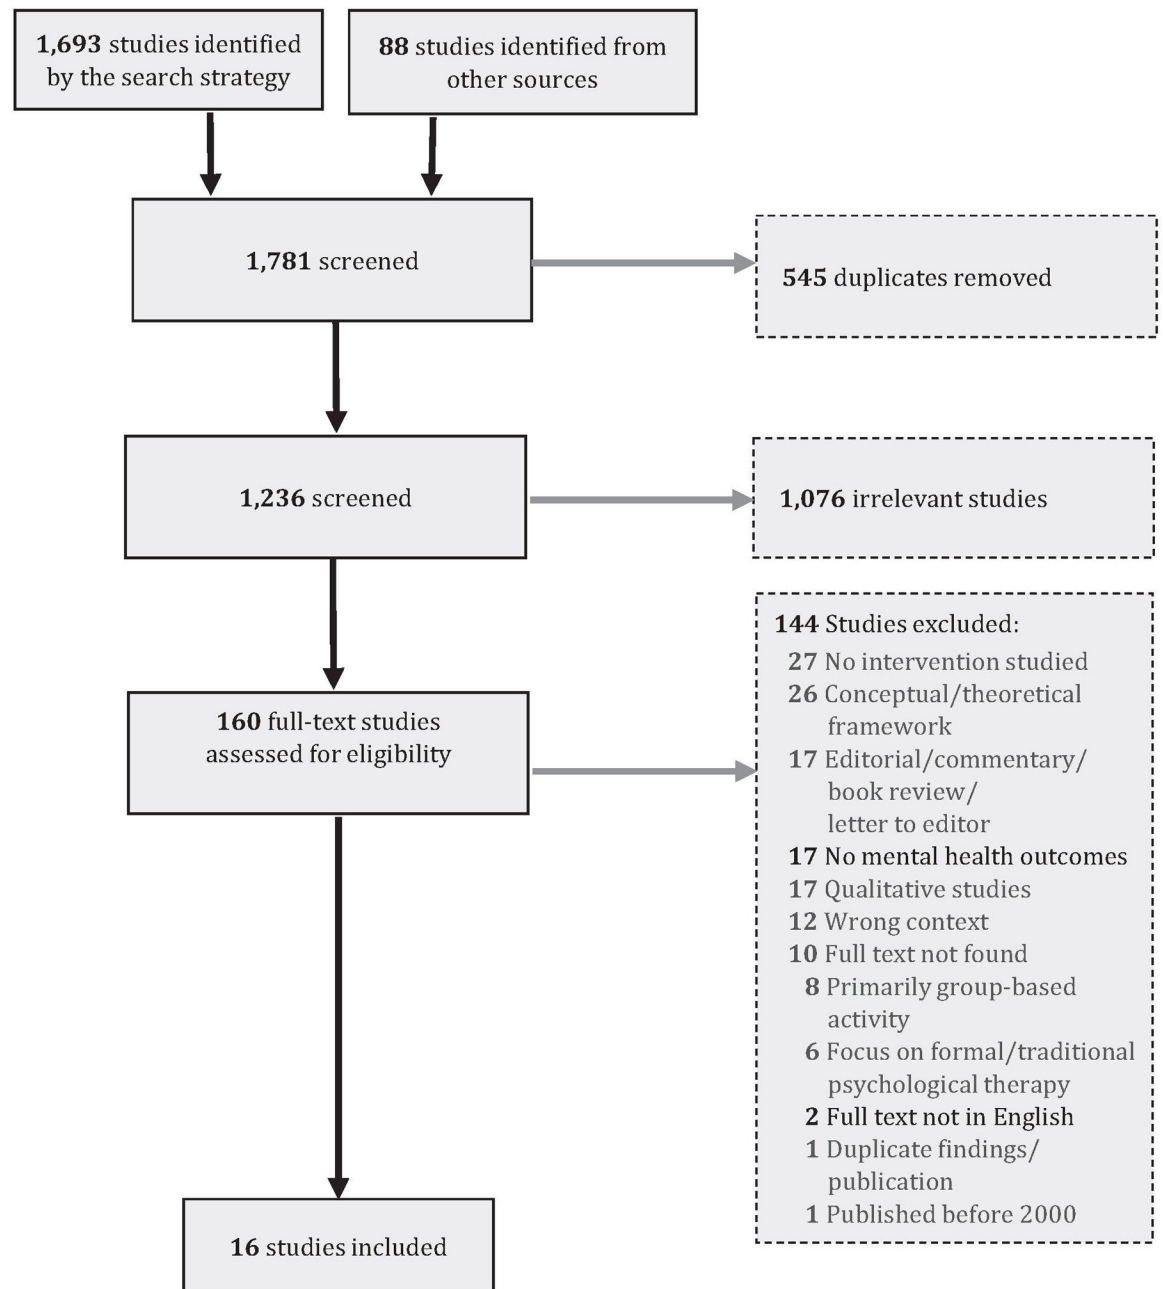 1,693 studies identified
by the search strategy
88 studies identified from
other sources
1,781 screened
545 duplicates removed
1,236 screened
1,076 irrelevant studies
160 full-text studies
assessed for eligibility
144 Studies excluded:
27 No intervention studied
26 Conceptual/theoretical
framework
17 Editorial/commentary/
book review/
letter to editor
17 No mental health outcomes
17 Qualitative studies
12 Wrong context
10 Full text not found
8 Primarily group-based
activity
6 Focus on formal/traditional
psychological therapy
2 Full text not in English
1 Duplicate findings/
publication
1 Published before 2000
16 studies included